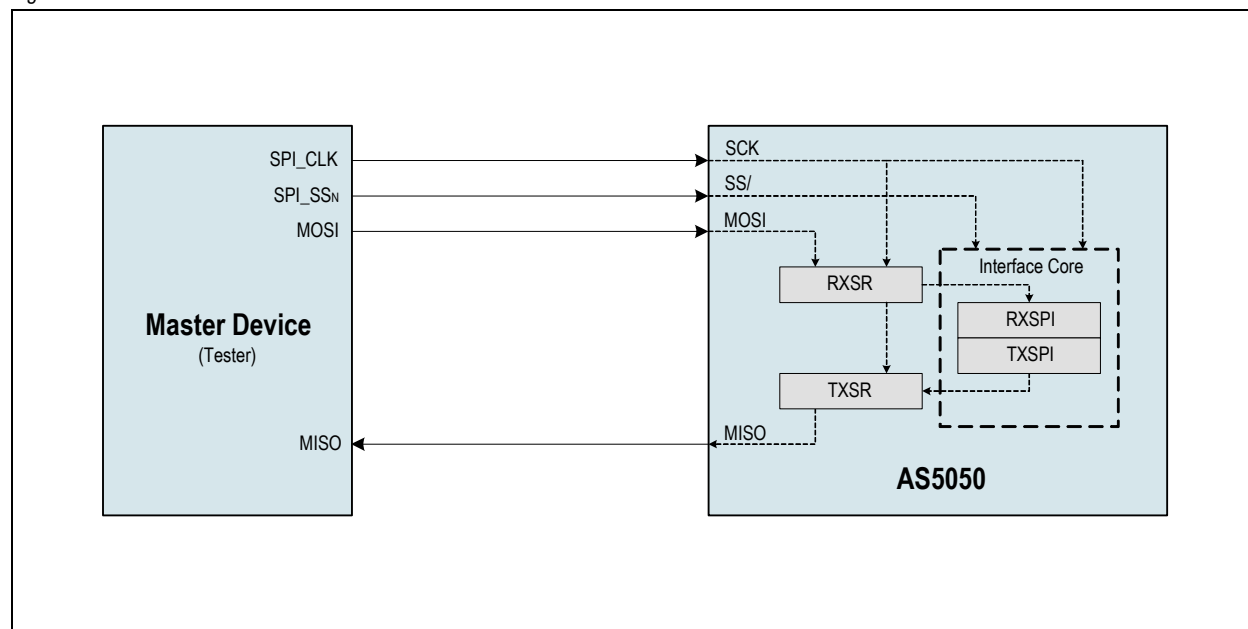 SPI_CLK
SPI_SSN
MOSI
Master Device
(Tester)
MISO
SCK
SS/
MOSI
Interface Core
RXSR
RXSPI
TXSPI
TXSR
MISO
AS5050